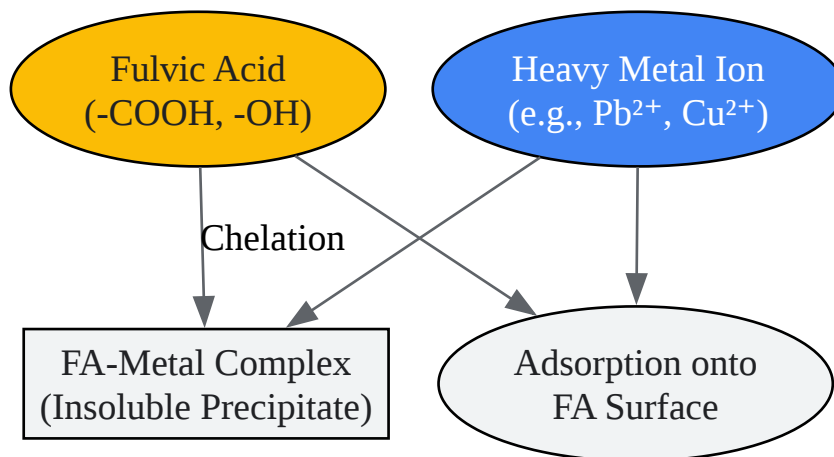 Fulvic Acid
(-COOH, -OH)
Heavy Metal Ion
(e.g., Pb²⁺, Cu²⁺)
Chelation
FA-Metal Complex
(Insoluble Precipitate)
Adsorption onto
FA Surface